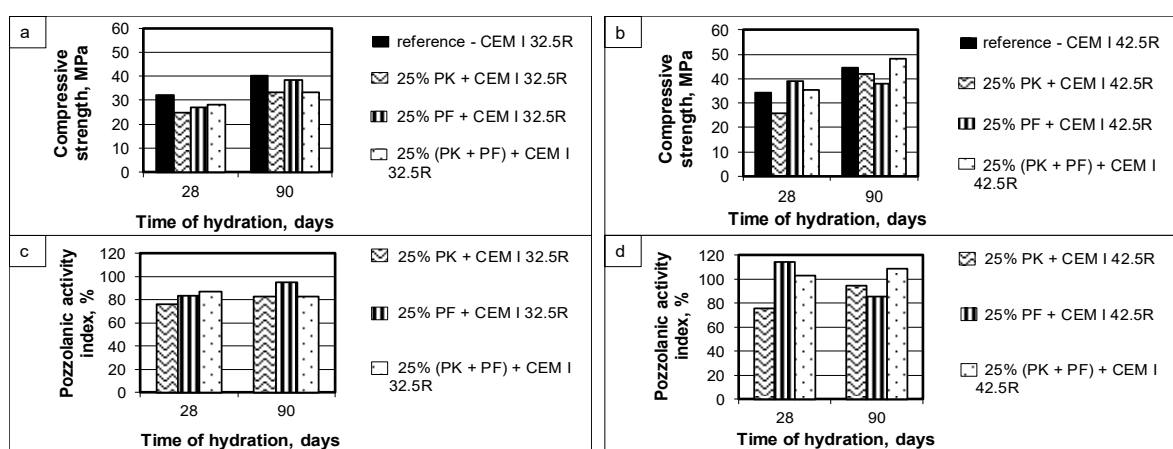 a
60
50
40
30
20
10
0
Compressive
strength, MPa
28 90
Time of hydration, days
reference - CEM I 32.5R
25% PK + CEM I 32.5R
25% PF + CEM I 32.5R
25% (PK + PF) + CEM I
32.5R
b
60
50
40
30
20
10
0
Compressive
strength, MPa
28 90
Time of hydration, days
reference - CEM I 42.5R
25% PK + CEM I 42.5R
25% PF + CEM I 42.5R
25% (PK + PF) + CEM I
42.5R
c
120
100
80
60
40
20
0
Pozzolanic activity
index, %
28 90
Time of hydration, days
25% PK + CEM I 32.5R
25% PF + CEM I 32.5R
25% (PK + PF) + CEM I
32.5R
d
120
100
80
60
40
20
0
Pozzolanic activity
index, %
28 90
Time of hydration, days
25% PK + CEM I 42.5R
25% PF + CEM I 42.5R
25% (PK + PF) + CEM I
42.5R